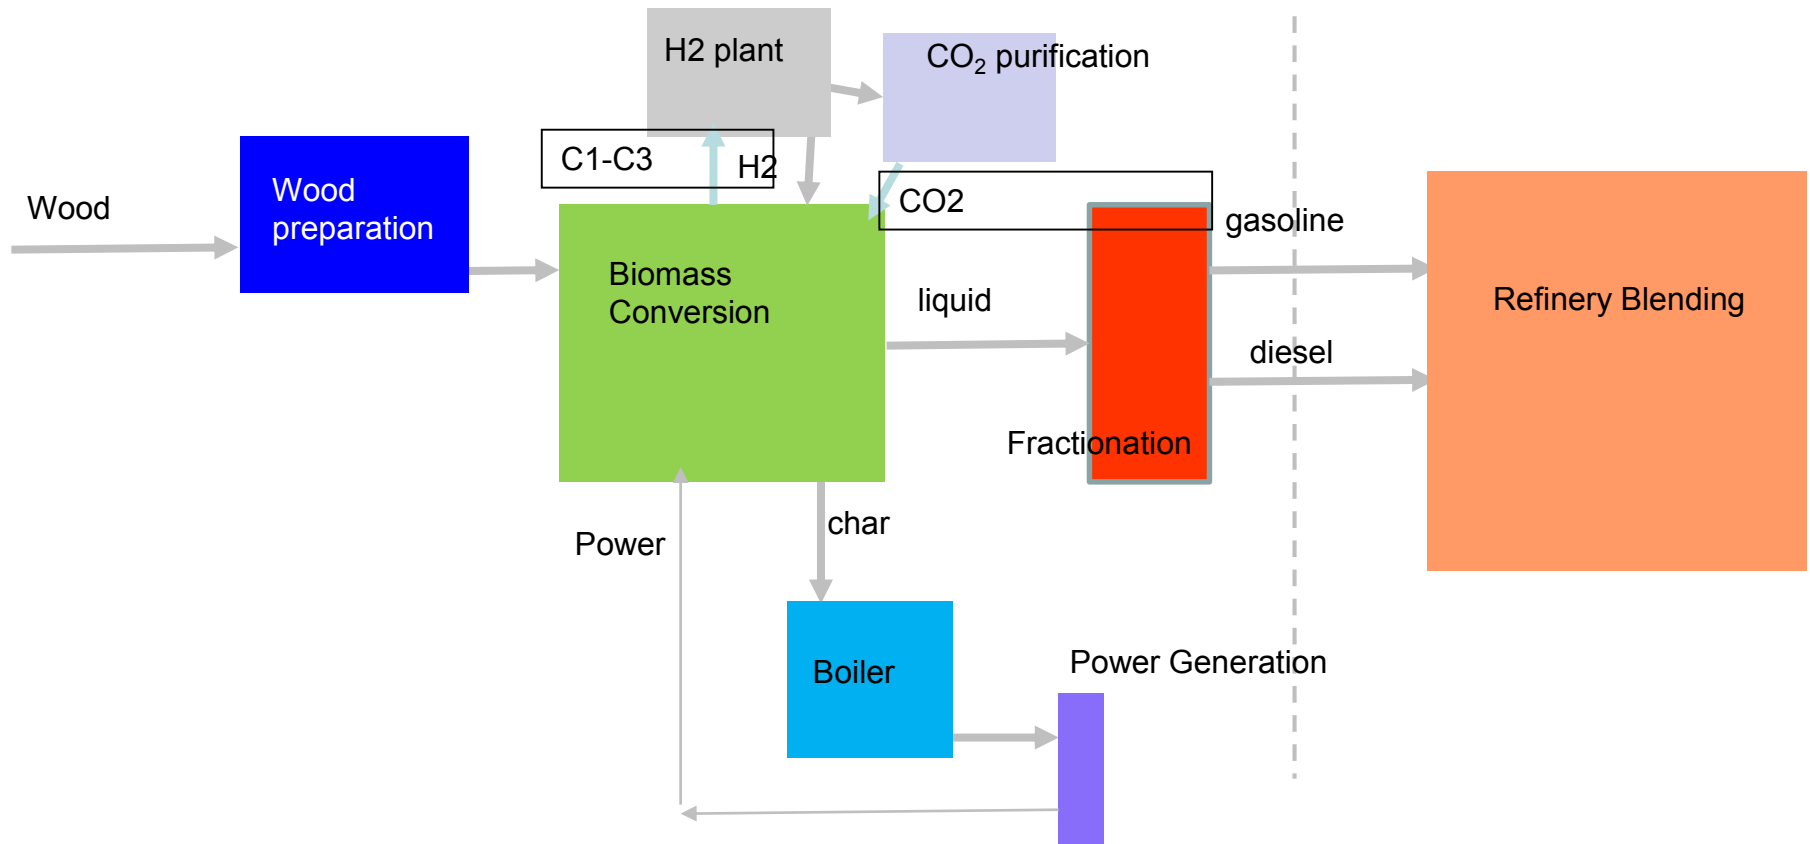 H2 plant
CO₂ purification
C1-C3
H2
Wood
Wood
preparation
CO2
gasoline
Biomass
Conversion
liquid
Refinery Blending
diesel
Fractionation
char
Power
Boiler
Power Generation